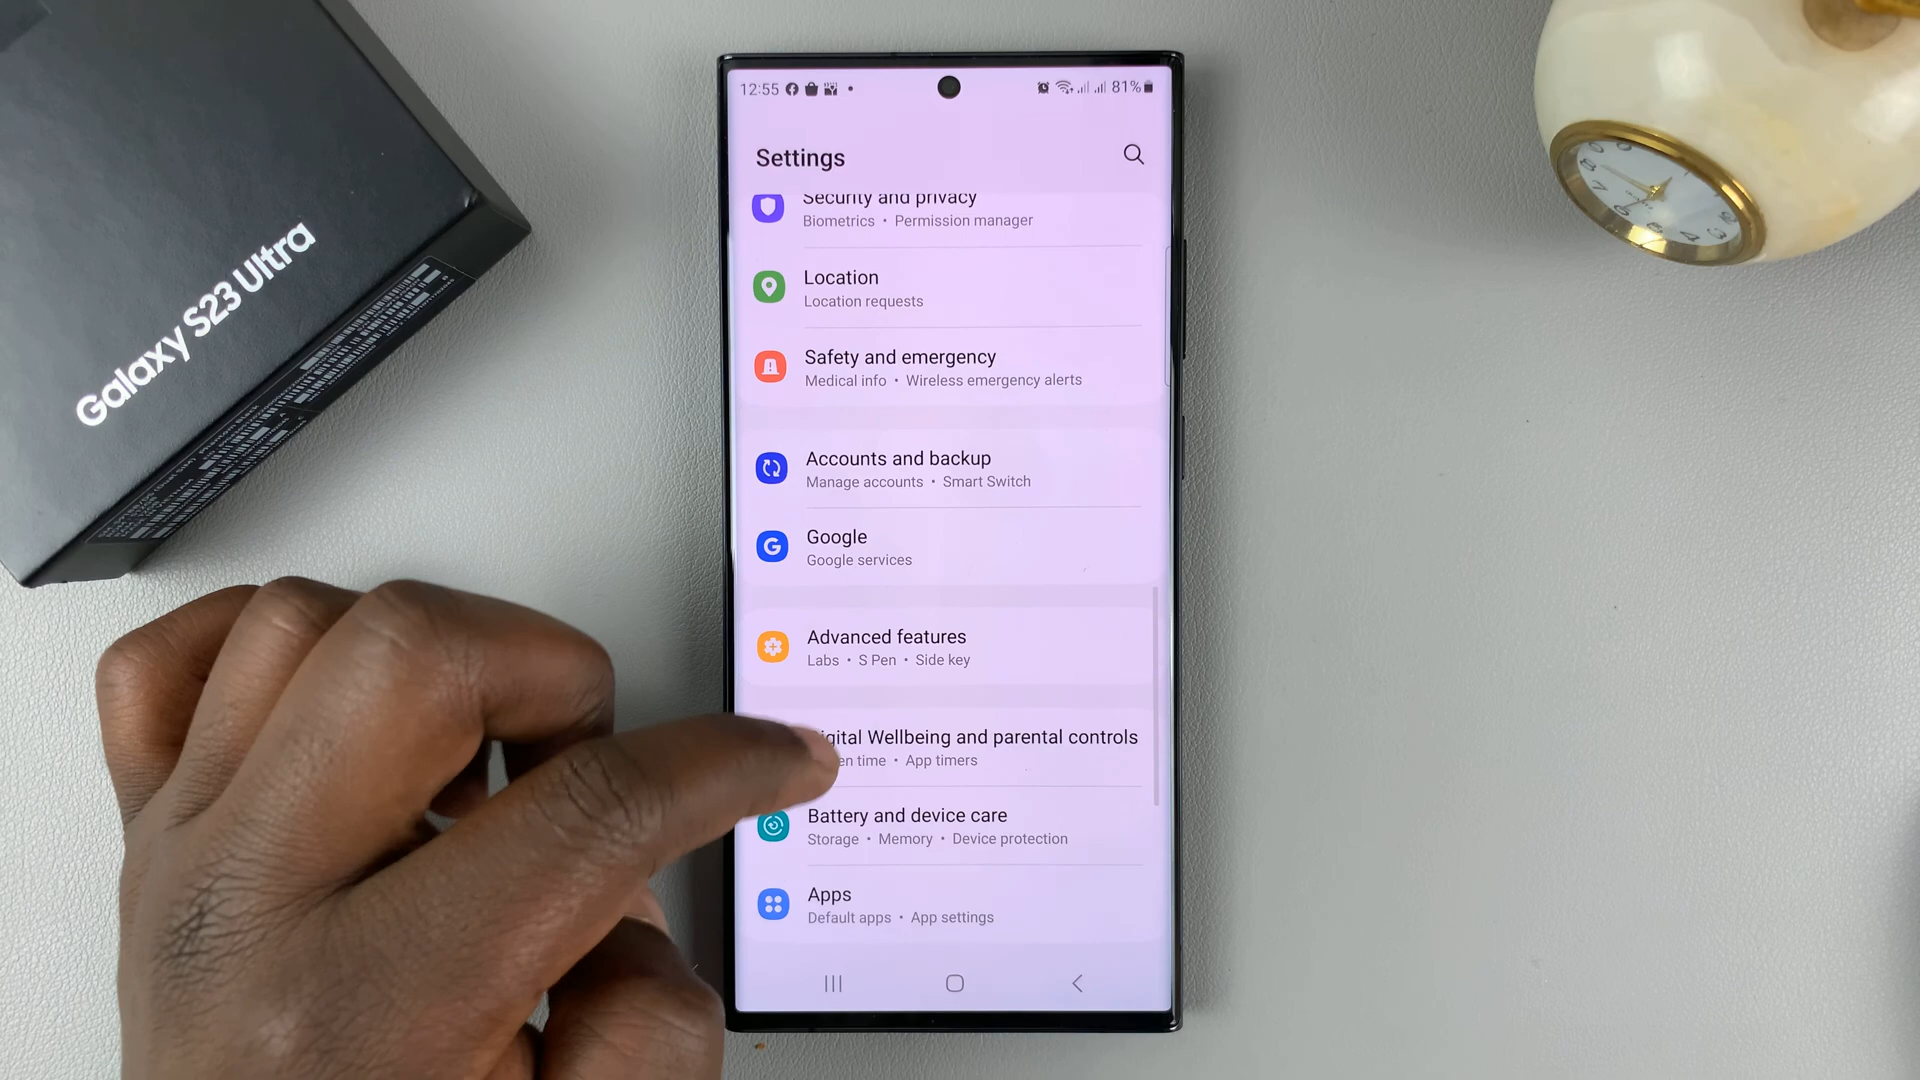 Galaxy S23 Ultra
12:55
81%
Settings
Security and privacy
Biometrics • Permission manager
Location
Location requests
Safety and emergency
Medical info • Wireless emergency alerts
Accounts and backup
Manage accounts • Smart Switch
Google
Google services
Advanced features
Labs • S Pen • Side key
igital Wellbeing and parental controls
en time • App timers
Battery and device care
Storage • Memory • Device protection
Apps
Default apps • App settings